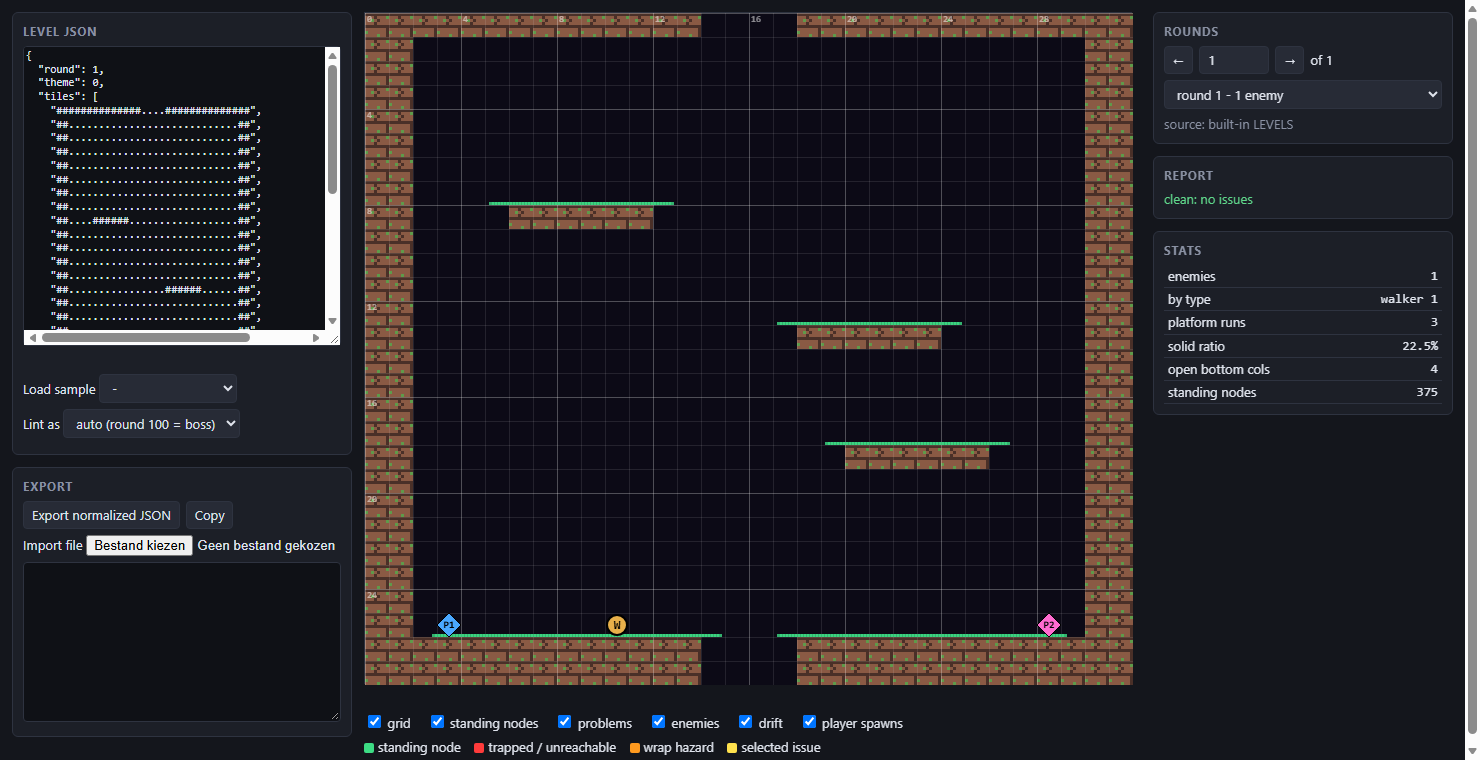 LEVEL JSON
{
"round": 1,
"theme": 0,
"tiles": [
"##############....##############",
"##............................##",
"##............................##",
"##............................##",
"##............................##",
"##............................##",
"##............................##",
"##............................##",
"##....######..................##",
"##............................##",
"##............................##",
"##............................##",
"##............................##",
"##................######......##",
"##............................##",
"##............................##",
Load sample -
Lint as auto (round 100 = boss)
EXPORT
Export normalized JSON Copy
Import file Bestand kiezen Geen bestand gekozen
0 4 8 12 16 20 24 28
4
8
12
16
20
24
P1 W P2
grid standing nodes problems enemies drift player spawns
standing node trapped / unreachable wrap hazard selected issue
ROUNDS
← 1 → of 1
round 1 - 1 enemy
source: built-in LEVELS
REPORT
clean: no issues
STATS
enemies 1
by type walker 1
platform runs 3
solid ratio 22.5%
open bottom cols 4
standing nodes 375